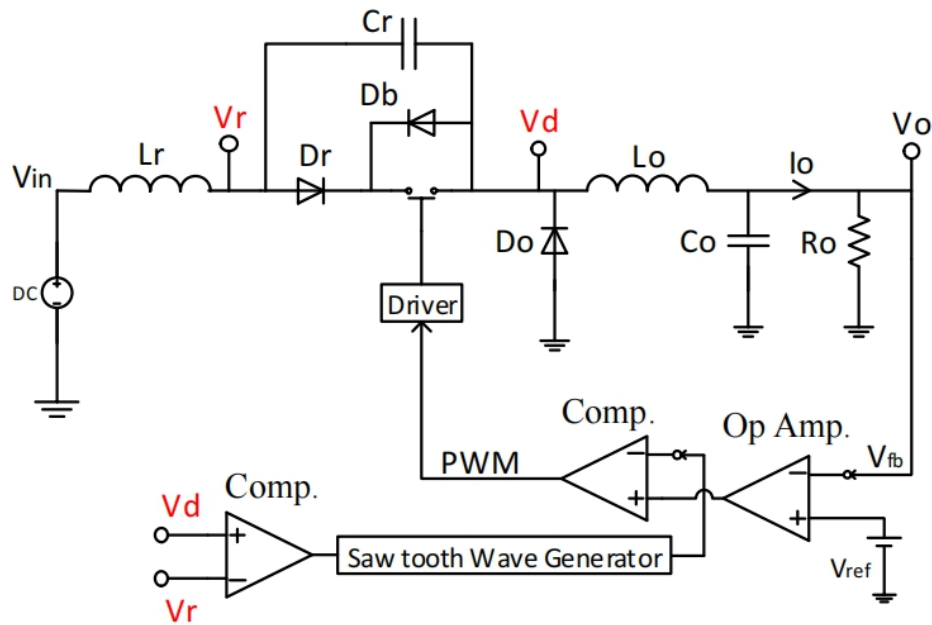 Cr
Db
Vr
Vd
Vo
Lr
Dr
Lo
Io
Vin
Do
Co
Ro
DC
Driver
Comp.
Op Amp.
PWM
Vfb
Comp.
Vd
Saw tooth Wave Generator
Vref
Vr